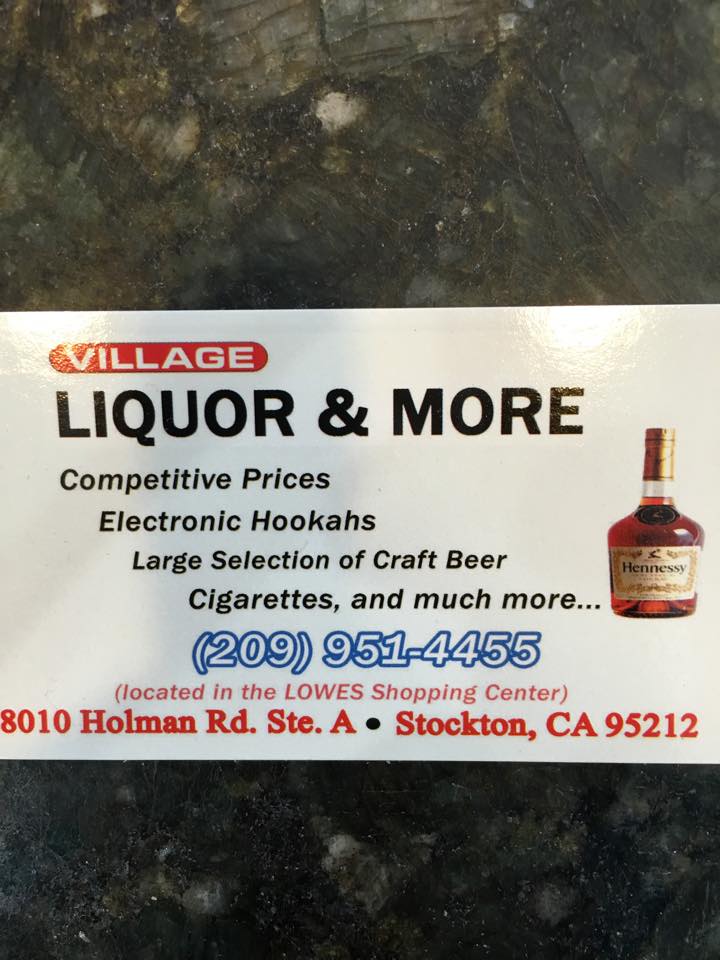 VILLAGE
LIQUOR & MORE
Competitive Prices
Electronic Hookahs
Large Selection of Craft Beer
Cigarettes, and much more...
Hennessy
(209) 951-4455
(located in the LOWES Shopping Center)
8010 Holman Rd. Ste. A • Stockton, CA 95212